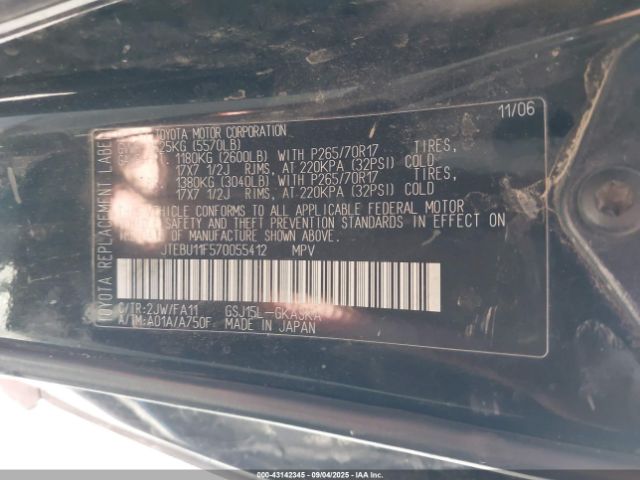 TOYOTA REPLACEMENT LABEL
11/06
TOYOTA MOTOR CORPORATION
25KG (5570LB)
1180KG (2600LB) WITH P265/70R17 TIRES,
17X7 1/2J RIMS, AT 220KPA (32PSI) COLD
1380KG (3040LB) WITH P265/70R17 TIRES,
17X7 1/2J RIMS, AT 220KPA (32PSI) COLD
VEHICLE CONFORMS TO ALL APPLICABLE FEDERAL MOTOR
SAFETY AND THEFT PREVENTION STANDARDS IN EFFECT ON
OF MANUFACTURE SHOWN ABOVE.
JTEBU11F570055412 MPV
C/TR:2JW/FA11 GSJ15L-GKASKA
A/TM:A01A/A750F MADE IN JAPAN
000-43142345 - 09/04/2025 - IAA Inc.